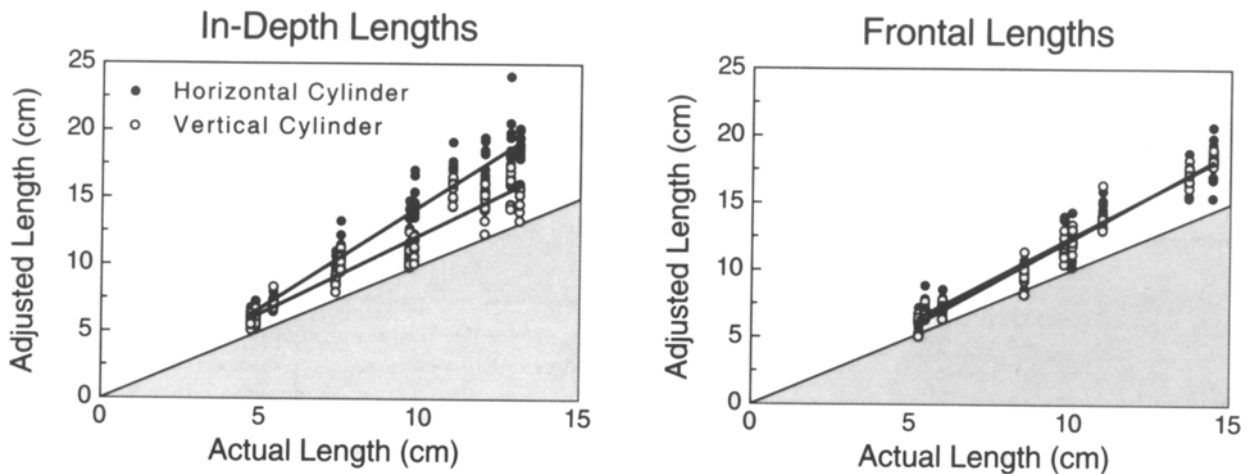 In-Depth Lengths
25
20
15
10
5
0
Adjusted Length (cm)
Horizontal Cylinder
Vertical Cylinder
0 5 10 15
Actual Length (cm)
Frontal Lengths
25
20
15
10
5
0
Adjusted Length (cm)
0 5 10 15
Actual Length (cm)